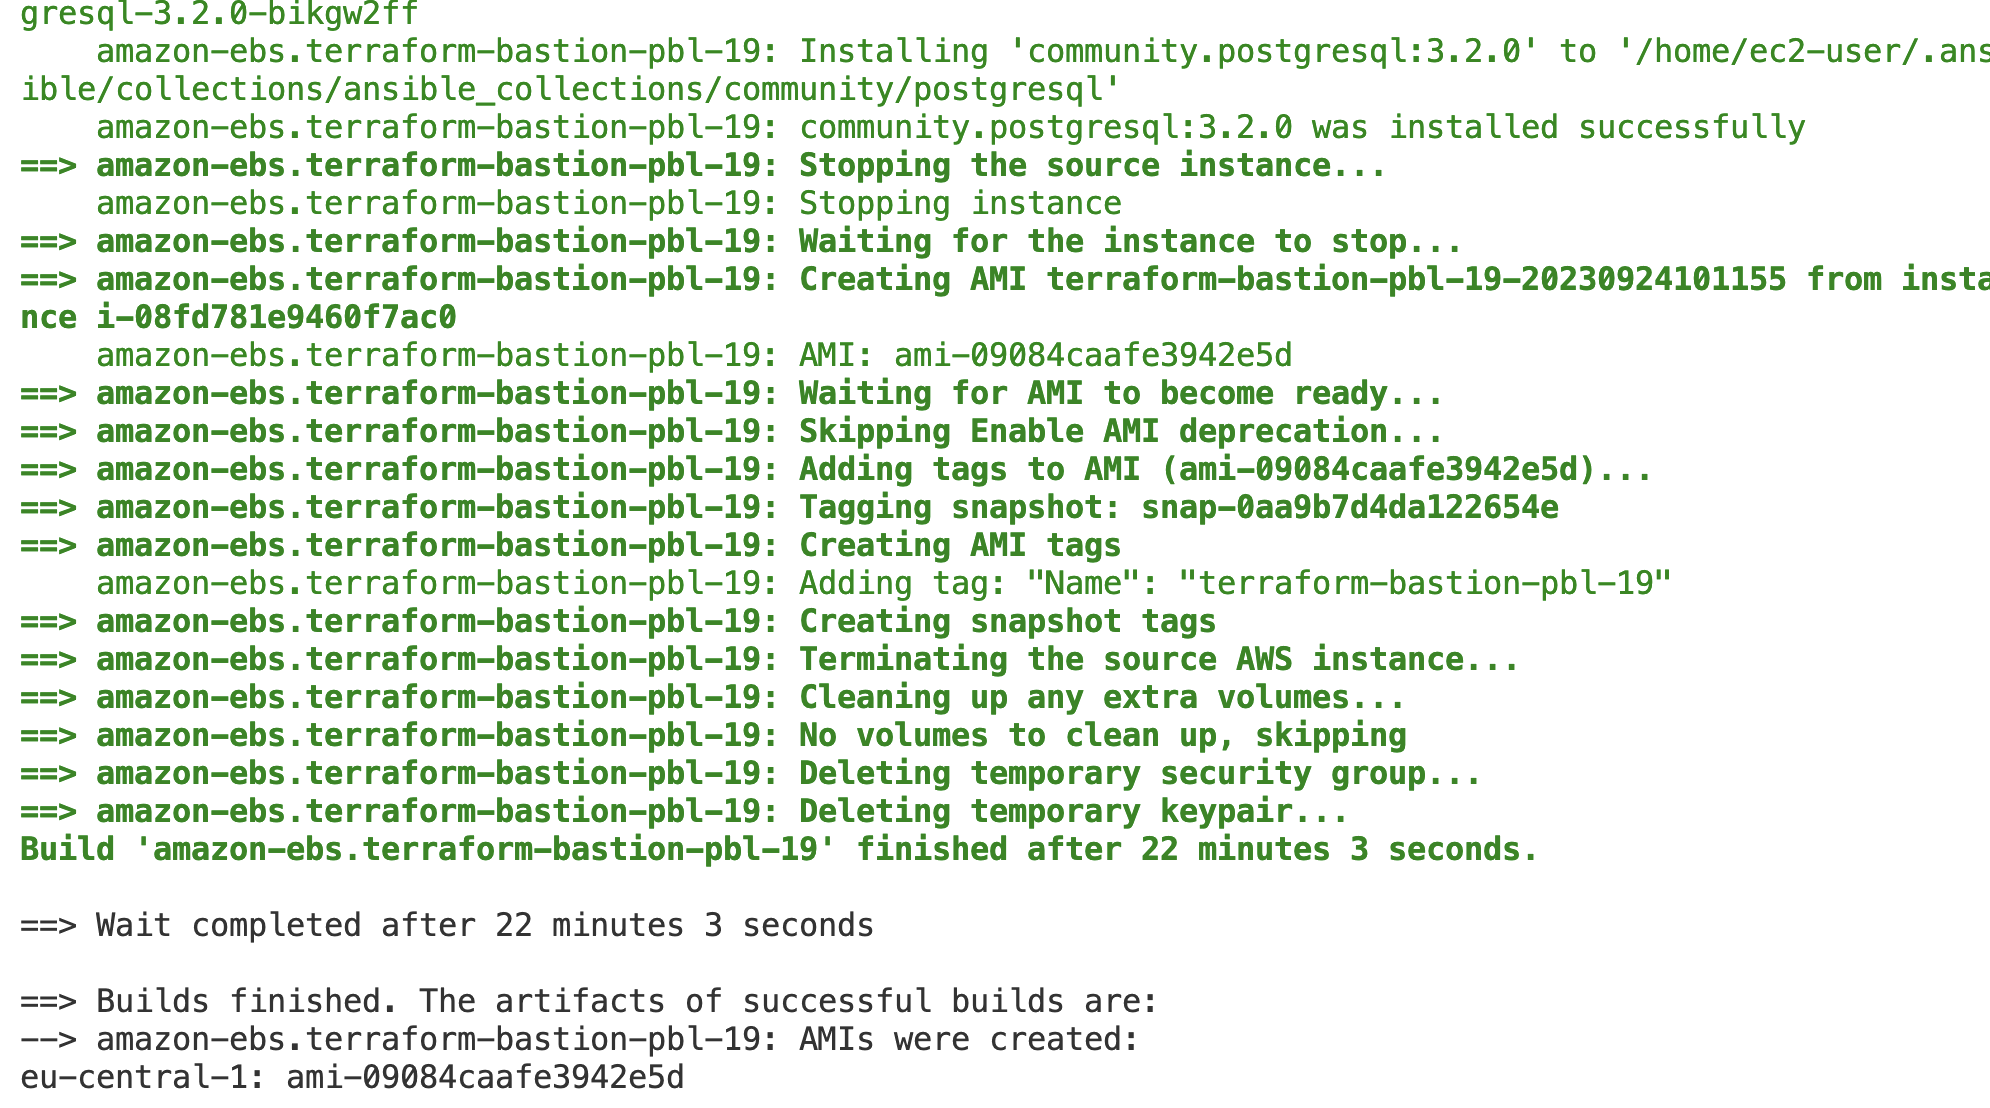 gresql-3.2.0-bikgw2ff
    amazon-ebs.terraform-bastion-pbl-19: Installing 'community.postgresql:3.2.0' to '/home/ec2-user/.ans
ible/collections/ansible_collections/community/postgresql'
    amazon-ebs.terraform-bastion-pbl-19: community.postgresql:3.2.0 was installed successfully
==> amazon-ebs.terraform-bastion-pbl-19: Stopping the source instance...
    amazon-ebs.terraform-bastion-pbl-19: Stopping instance
==> amazon-ebs.terraform-bastion-pbl-19: Waiting for the instance to stop...
==> amazon-ebs.terraform-bastion-pbl-19: Creating AMI terraform-bastion-pbl-19-20230924101155 from insta
nce i-08fd781e9460f7ac0
    amazon-ebs.terraform-bastion-pbl-19: AMI: ami-09084caafe3942e5d
==> amazon-ebs.terraform-bastion-pbl-19: Waiting for AMI to become ready...
==> amazon-ebs.terraform-bastion-pbl-19: Skipping Enable AMI deprecation...
==> amazon-ebs.terraform-bastion-pbl-19: Adding tags to AMI (ami-09084caafe3942e5d)...
==> amazon-ebs.terraform-bastion-pbl-19: Tagging snapshot: snap-0aa9b7d4da122654e
==> amazon-ebs.terraform-bastion-pbl-19: Creating AMI tags
    amazon-ebs.terraform-bastion-pbl-19: Adding tag: "Name": "terraform-bastion-pbl-19"
==> amazon-ebs.terraform-bastion-pbl-19: Creating snapshot tags
==> amazon-ebs.terraform-bastion-pbl-19: Terminating the source AWS instance...
==> amazon-ebs.terraform-bastion-pbl-19: Cleaning up any extra volumes...
==> amazon-ebs.terraform-bastion-pbl-19: No volumes to clean up, skipping
==> amazon-ebs.terraform-bastion-pbl-19: Deleting temporary security group...
==> amazon-ebs.terraform-bastion-pbl-19: Deleting temporary keypair...
Build 'amazon-ebs.terraform-bastion-pbl-19' finished after 22 minutes 3 seconds.

==> Wait completed after 22 minutes 3 seconds

==> Builds finished. The artifacts of successful builds are:
--> amazon-ebs.terraform-bastion-pbl-19: AMIs were created:
eu-central-1: ami-09084caafe3942e5d